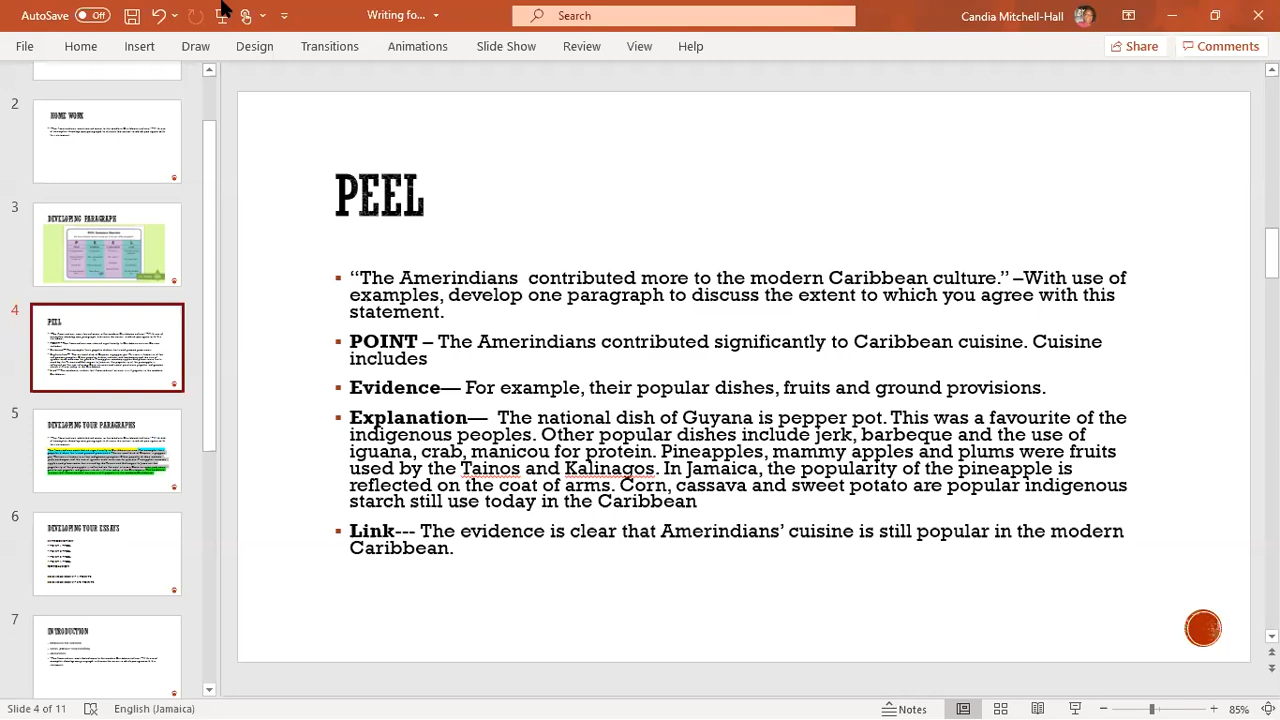 AutoSave Off Writing fo... Search Candia Mitchell-Hall
File Home Insert Draw Design Transitions Animations Slide Show Review View Help Share Comments
2
HOME WORK
3
DEVELOPING PARAGRAPH
4
PEEL
5
DEVELOPING YOUR PARAGRAPHS
6
DEVELOPING YOUR ESSAYS
7
INTRODUCTION
PEEL
▪ “The Amerindians contributed more to the modern Caribbean culture.” –With use of
examples, develop one paragraph to discuss the extent to which you agree with this
statement.
▪ POINT – The Amerindians contributed significantly to Caribbean cuisine. Cuisine
includes
▪ Evidence— For example, their popular dishes, fruits and ground provisions.
▪ Explanation— The national dish of Guyana is pepper pot. This was a favourite of the
indigenous peoples. Other popular dishes include jerk, barbeque and the use of
iguana, crab, manicou for protein. Pineapples, mammy apples and plums were fruits
used by the Tainos and Kalinagos. In Jamaica, the popularity of the pineapple is
reflected on the coat of arms. Corn, cassava and sweet potato are popular indigenous
starch still use today in the Caribbean
▪ Link--- The evidence is clear that Amerindians’ cuisine is still popular in the modern
Caribbean.
Slide 4 of 11 English (Jamaica) Notes 85%